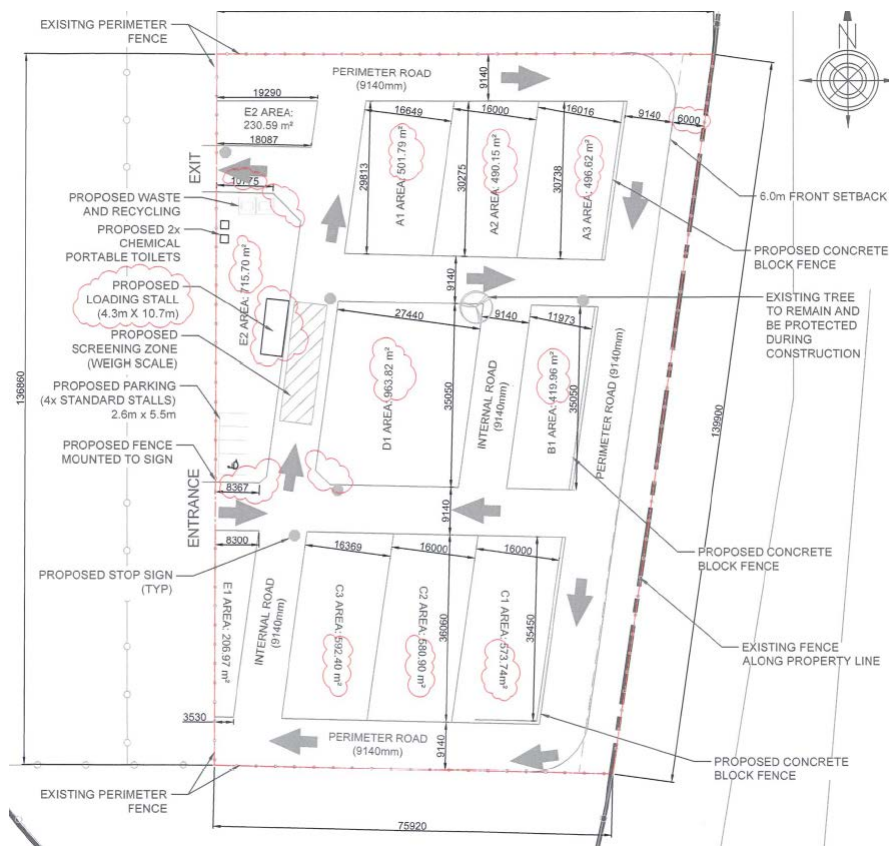 EXISITNG PERIMETER
FENCE
N
PERIMETER ROAD
(9140mm)
9140
19290
E2 AREA:
230.59 m²
18087
16649
16000
16016
9140
6000
EXIT
29813
A1 AREA: 501.79 m²
30275
A2 AREA: 490.15 m²
30738
A3 AREA: 496.62 m²
6.0m FRONT SETBACK
PROPOSED WASTE
AND RECYCLING
PROPOSED 2x
CHEMICAL
PORTABLE TOILETS
PROPOSED CONCRETE
BLOCK FENCE
PROPOSED
LOADING STALL
(4.3m X 10.7m)
E2 AREA: 715.70 m²
9140
EXISTING TREE
TO REMAIN AND
BE PROTECTED
DURING
CONSTRUCTION
PROPOSED
SCREENING ZONE
(WEIGH SCALE)
27440
9140
11973
136860
D1 AREA: 963.82 m²
35050
INTERNAL ROAD
(9140mm)
B1 AREA: 419.96 m²
35050
PERIMETER ROAD (9140mm)
139900
PROPOSED PARKING
(4x STANDARD STALLS)
2.6m x 5.5m
PROPOSED FENCE
MOUNTED TO SIGN
8367
ENTRANCE
9140
8300
16369
16000
16000
PROPOSED CONCRETE
BLOCK FENCE
PROPOSED STOP SIGN
(TYP)
E1 AREA: 206.97 m²
INTERNAL ROAD
(9140mm)
C3 AREA: 592.40 m²
C2 AREA: 580.90 m²
36060
C1 AREA: 573.74m²
35450
EXISTING FENCE
ALONG PROPERTY LINE
3530
PERIMETER ROAD
(9140mm)
9140
PROPOSED CONCRETE
BLOCK FENCE
EXISTING PERIMETER
FENCE
75920